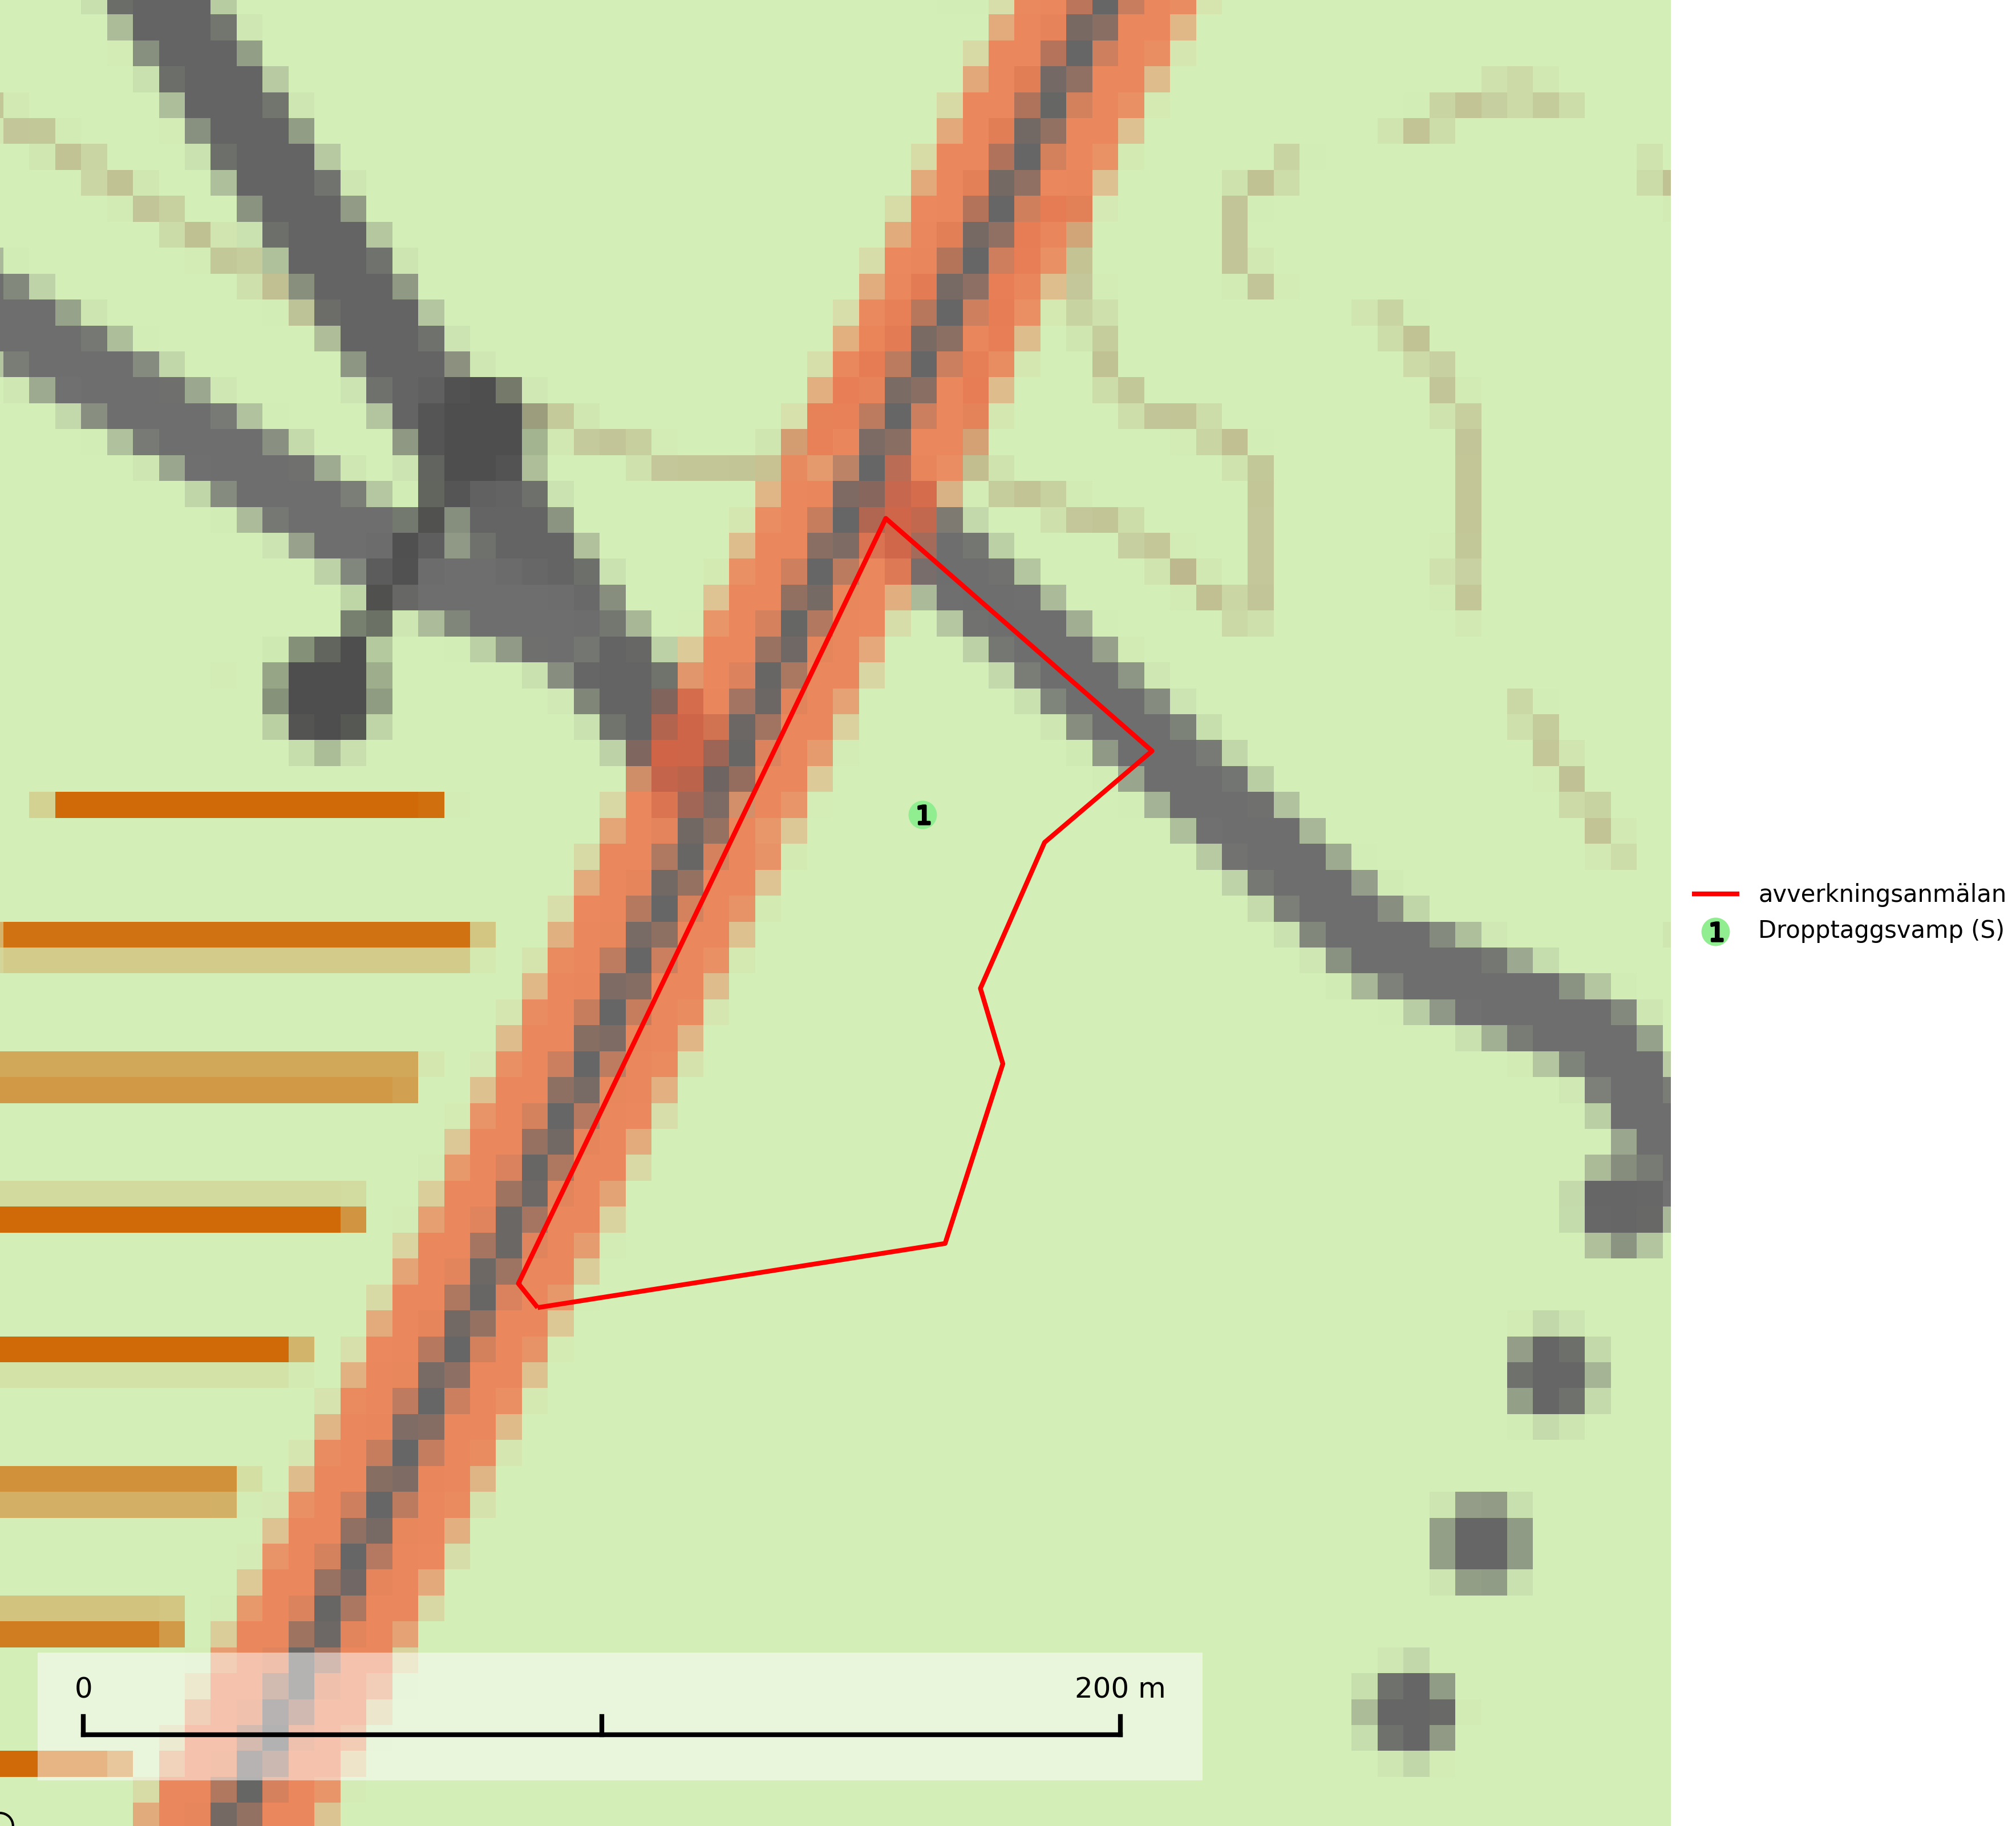 1
avverkningsanmälan
1 Dropptaggsvamp (S)
0 200 m